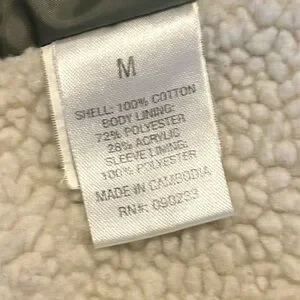 M
SHELL: 100% COTTON
BODY LINING:
72% POLYESTER
28% ACRYLIC
SLEEVE LINING:
100% POLYESTER
MADE IN CAMBODIA
RN#: 090233